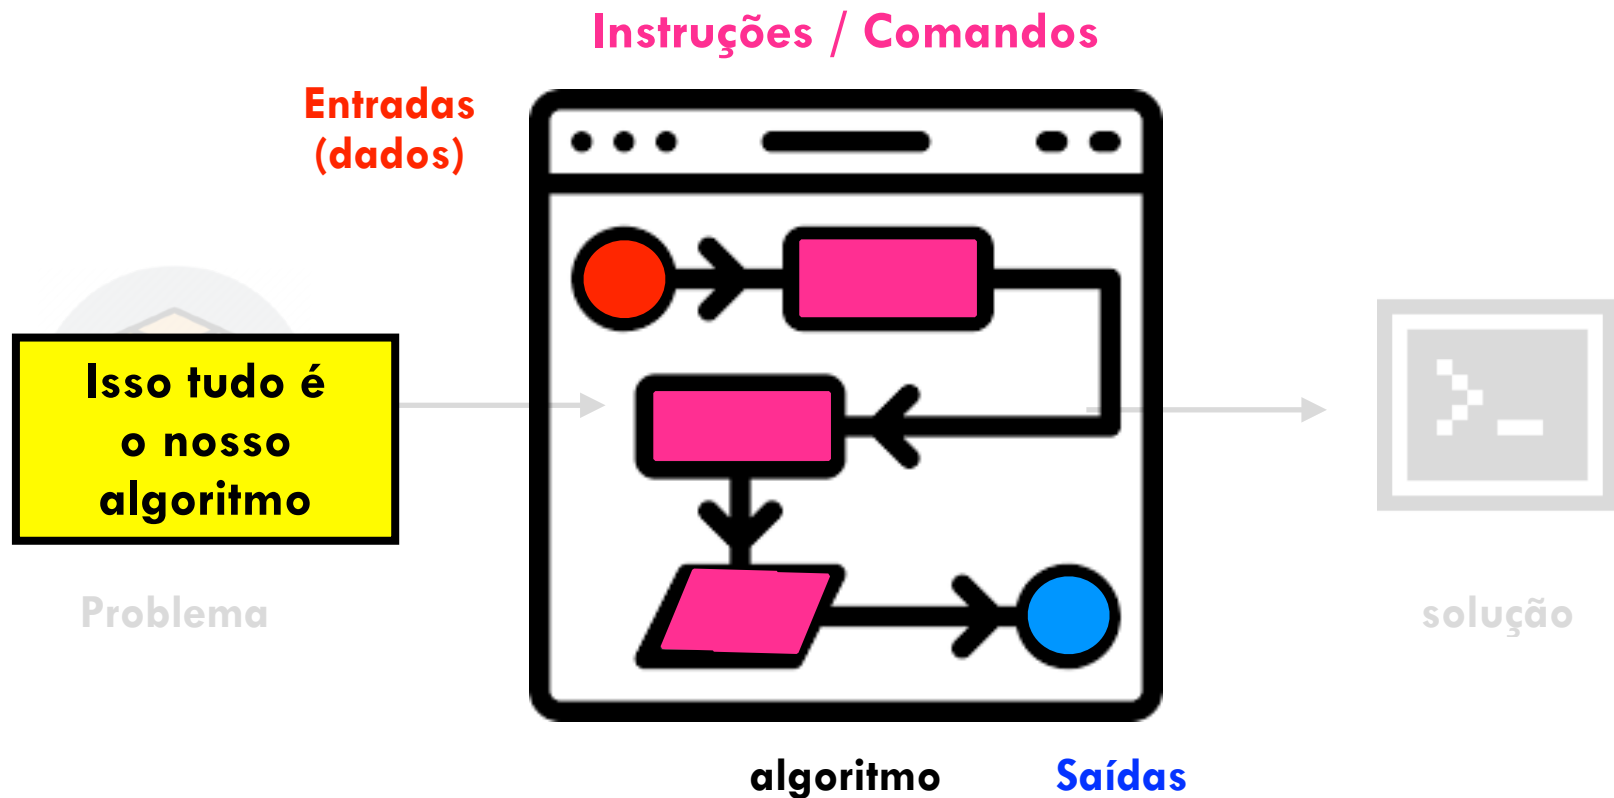 Instruções / Comandos
Entradas
(dados)
Isso tudo é
o nosso
algoritmo
Problema
solução
algoritmo
Saídas